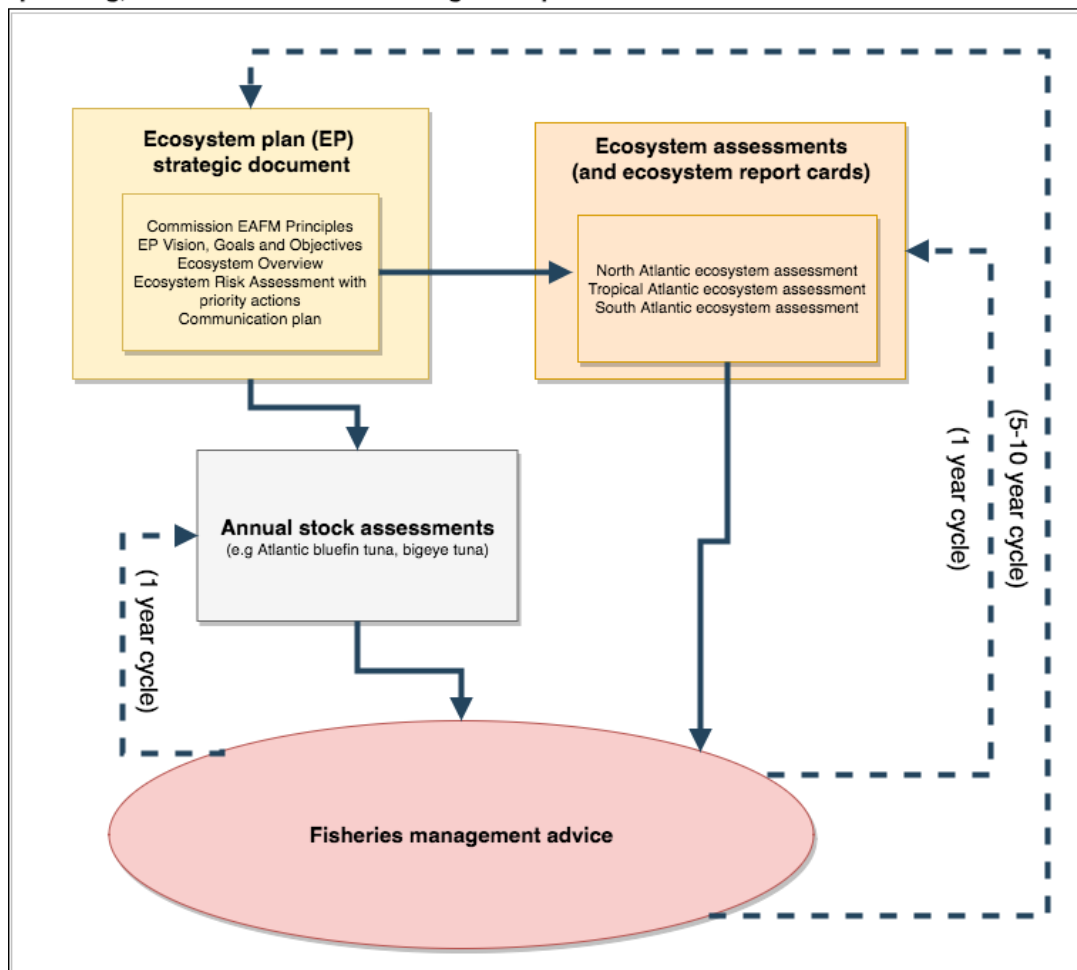 Ecosystem plan (EP)
strategic document
Commission EAFM Principles
EP Vision, Goals and Objectives
Ecosystem Overview
Ecosystem Risk Assessment with
priority actions
Communication plan
Ecosystem assessments
(and ecosystem report cards)
North Atlantic ecosystem assessment
Tropical Atlantic ecosystem assessment
South Atlantic ecosystem assessment
(5-10 year cycle)
(1 year cycle)
Annual stock assessments
(e.g Atlantic bluefin tuna, bigeye tuna)
(1 year cycle)
Fisheries management advice